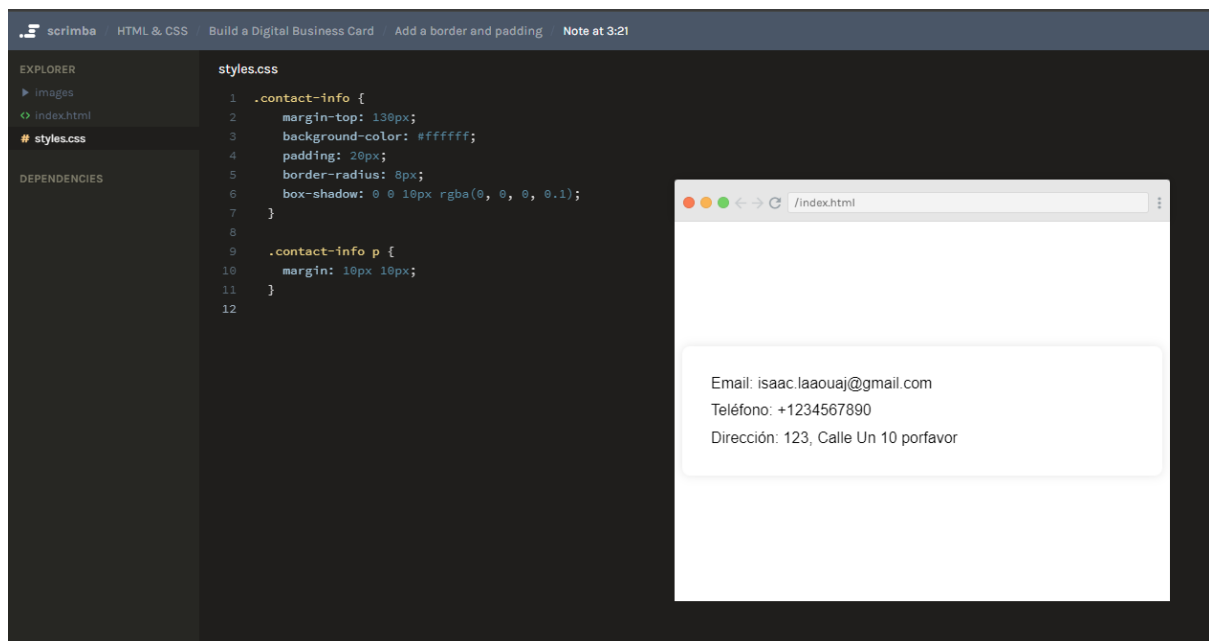 scrimba / HTML & CSS / Build a Digital Business Card / Add a border and padding / Note at 3:21
EXPLORER
images
<> index.html
# styles.css
DEPENDENCIES
styles.css
1 .contact-info {
2 margin-top: 130px;
3 background-color: #ffffff;
4 padding: 20px;
5 border-radius: 8px;
6 box-shadow: 0 0 10px rgba(0, 0, 0, 0.1);
7 }
8
9 .contact-info p {
10 margin: 10px 10px;
11 }
12
/index.html
Email: isaac.laaouaj@gmail.com
Teléfono: +1234567890
Dirección: 123, Calle Un 10 porfavor